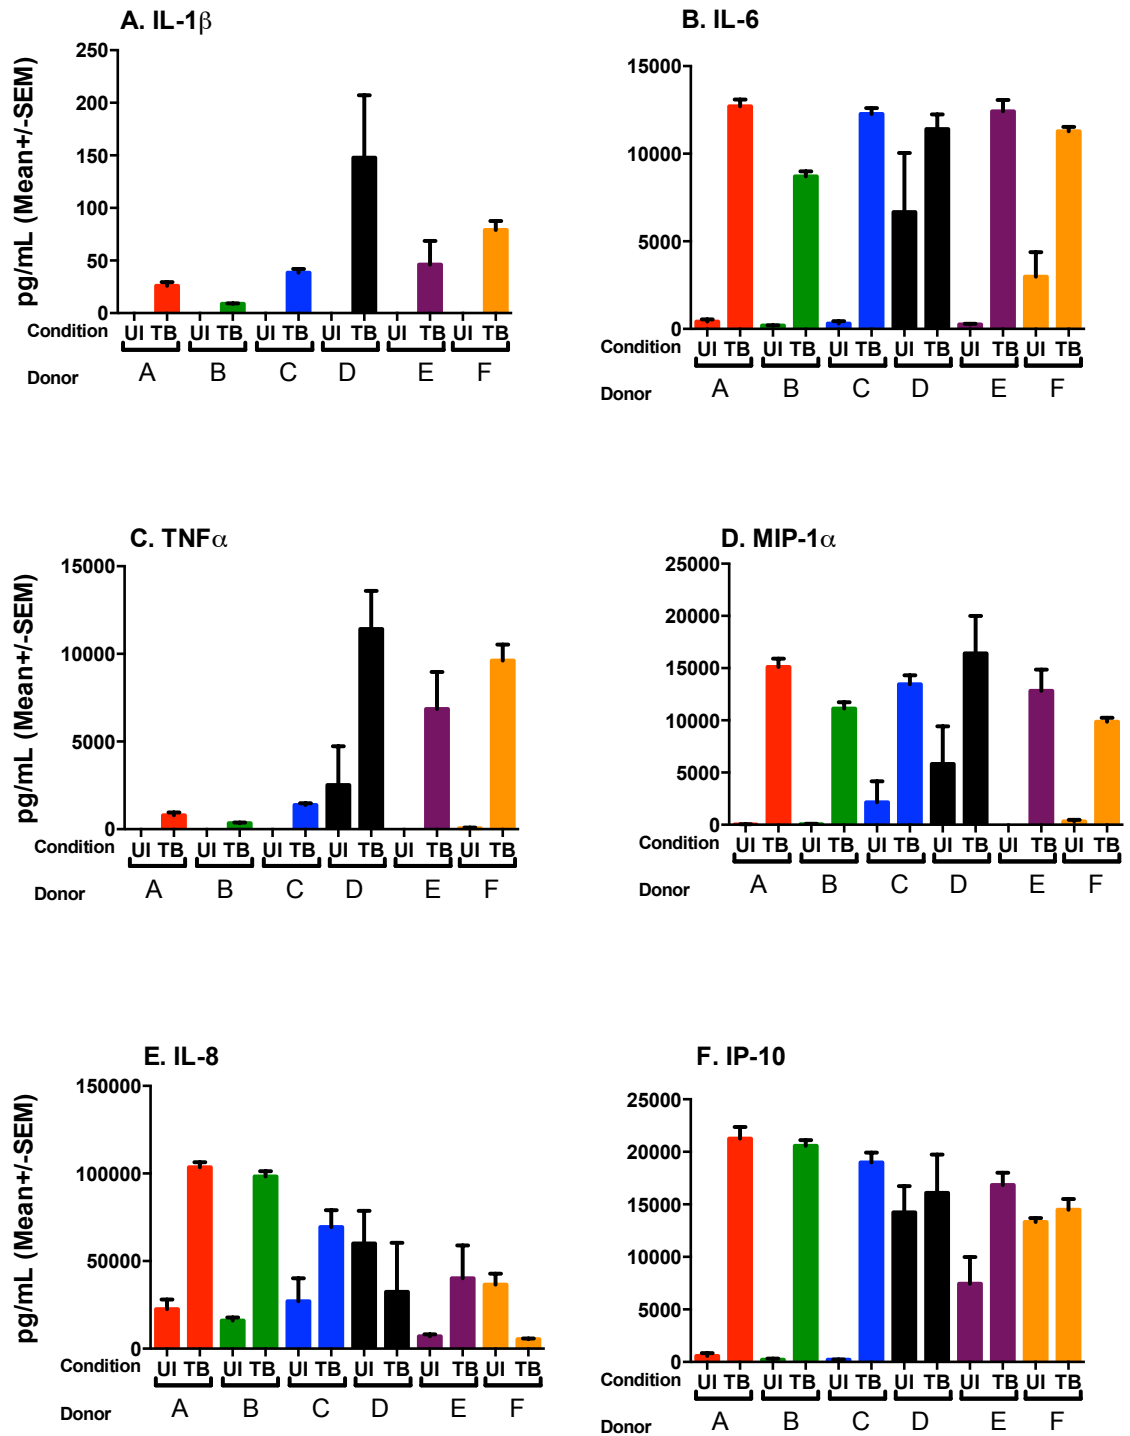 A. IL-1β
pg/mL (Mean+/-SEM)
250
200
150
100
50
0
Condition UI TB UI TB UI TB UI TB UI TB UI TB
Donor A B C D E F
B. IL-6
15000
10000
5000
0
Condition UI TB UI TB UI TB UI TB UI TB UI TB
Donor A B C D E F
C. TNFα
pg/mL (Mean+/-SEM)
15000
10000
5000
0
Condition UI TB UI TB UI TB UI TB UI TB UI TB
Donor A B C D E F
D. MIP-1α
25000
20000
15000
10000
5000
0
Condition UI TB UI TB UI TB UI TB UI TB UI TB
Donor A B C D E F
E. IL-8
pg/mL (Mean+/-SEM)
150000
100000
50000
0
Condition UI TB UI TB UI TB UI TB UI TB UI TB
Donor A B C D E F
F. IP-10
25000
20000
15000
10000
5000
0
Condition UI TB UI TB UI TB UI TB UI TB UI TB
Donor A B C D E F